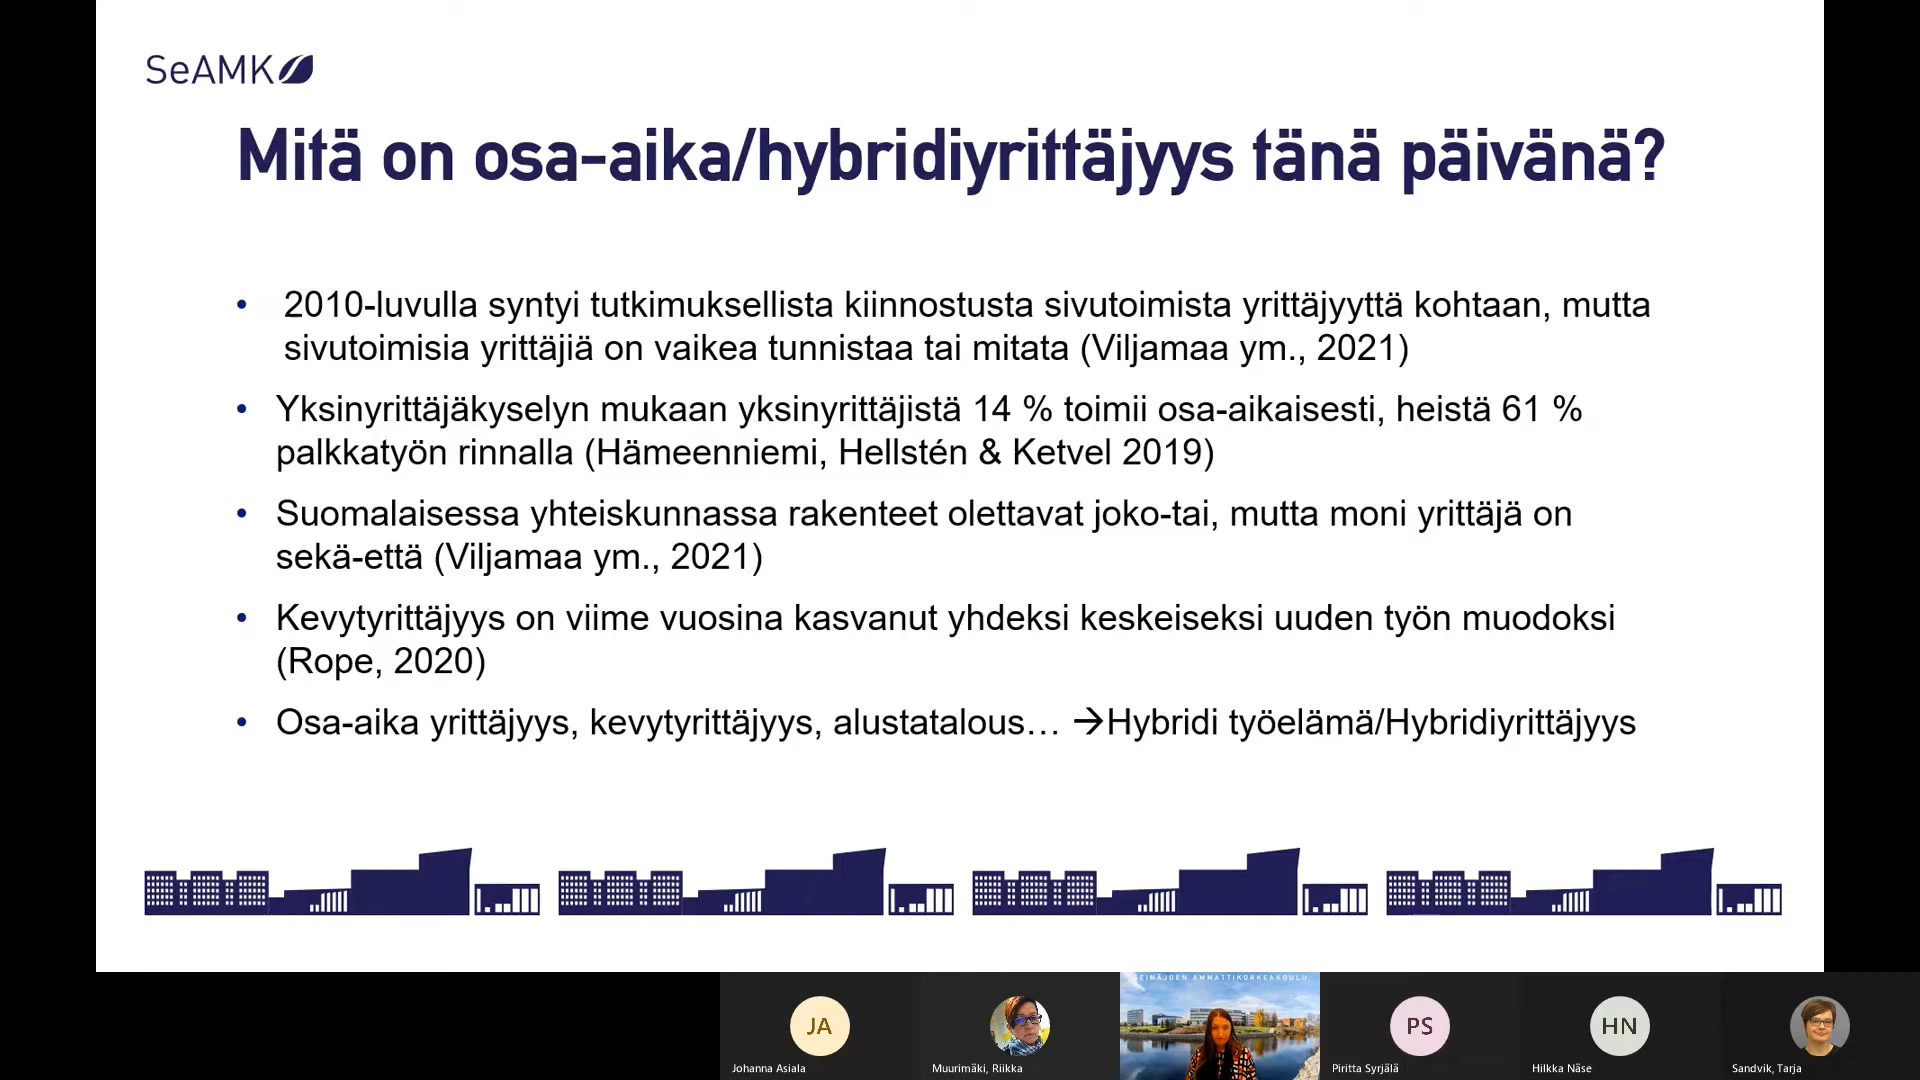 SeAMK
Mitä on osa-aika/hybridiyrittäjyys tänä päivänä?
• 2010-luvulla syntyi tutkimuksellista kiinnostusta sivutoimista yrittäjyyttä kohtaan, mutta
sivutoimisia yrittäjiä on vaikea tunnistaa tai mitata (Viljamaa ym., 2021)
• Yksinyrittäjäkyselyn mukaan yksinyrittäjistä 14 % toimii osa-aikaisesti, heistä 61 %
palkkatyön rinnalla (Hämeenniemi, Hellstén & Ketvel 2019)
• Suomalaisessa yhteiskunnassa rakenteet olettavat joko-tai, mutta moni yrittäjä on
sekä-että (Viljamaa ym., 2021)
• Kevytyrittäjyys on viime vuosina kasvanut yhdeksi keskeiseksi uuden työn muodoksi
(Rope, 2020)
• Osa-aika yrittäjyys, kevytyrittäjyys, alustatalous… →Hybridi työelämä/Hybridiyrittäjyys
EINÄJOEN AMMATTIKORKEAKOULU
JA
PS
HN
Johanna Asiala
Muurimäki, Riikka
Piritta Syrjälä
Hilkka Näse
Sandvik, Tarja